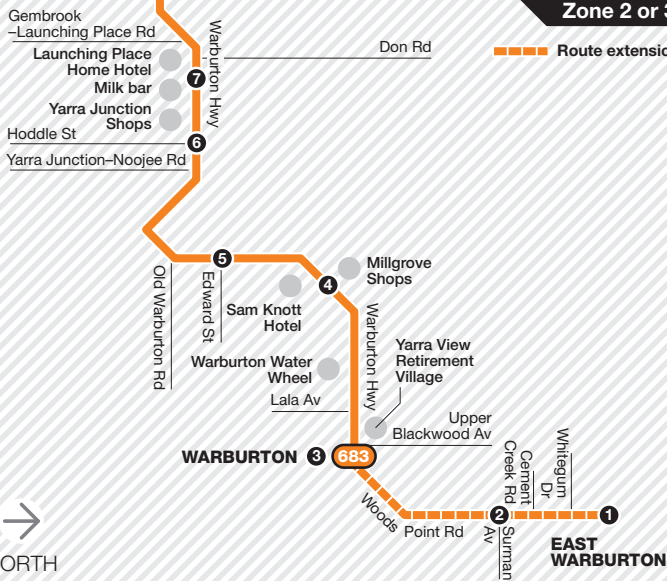 Zone 2 or 3
Route extensio
Gembrook
–Launching Place Rd
Launching Place
Home Hotel
Milk bar
Yarra Junction
Shops
Hoddle St
Yarra Junction–Noojee Rd
Warburton Hwy
Don Rd
7
6
5
4
Old Warburton Rd
Edward St
Sam Knott
Hotel
Millgrove
Shops
Warburton Water
Wheel
Warburton Hwy
Yarra View
Retirement
Village
Lala Av
Upper
Blackwood Av
WARBURTON 3 683
Woods
Point Rd
Cement
Creek Rd
Whitegum
Dr
2
1
Surman
Av
EAST
WARBURTON
ORTH